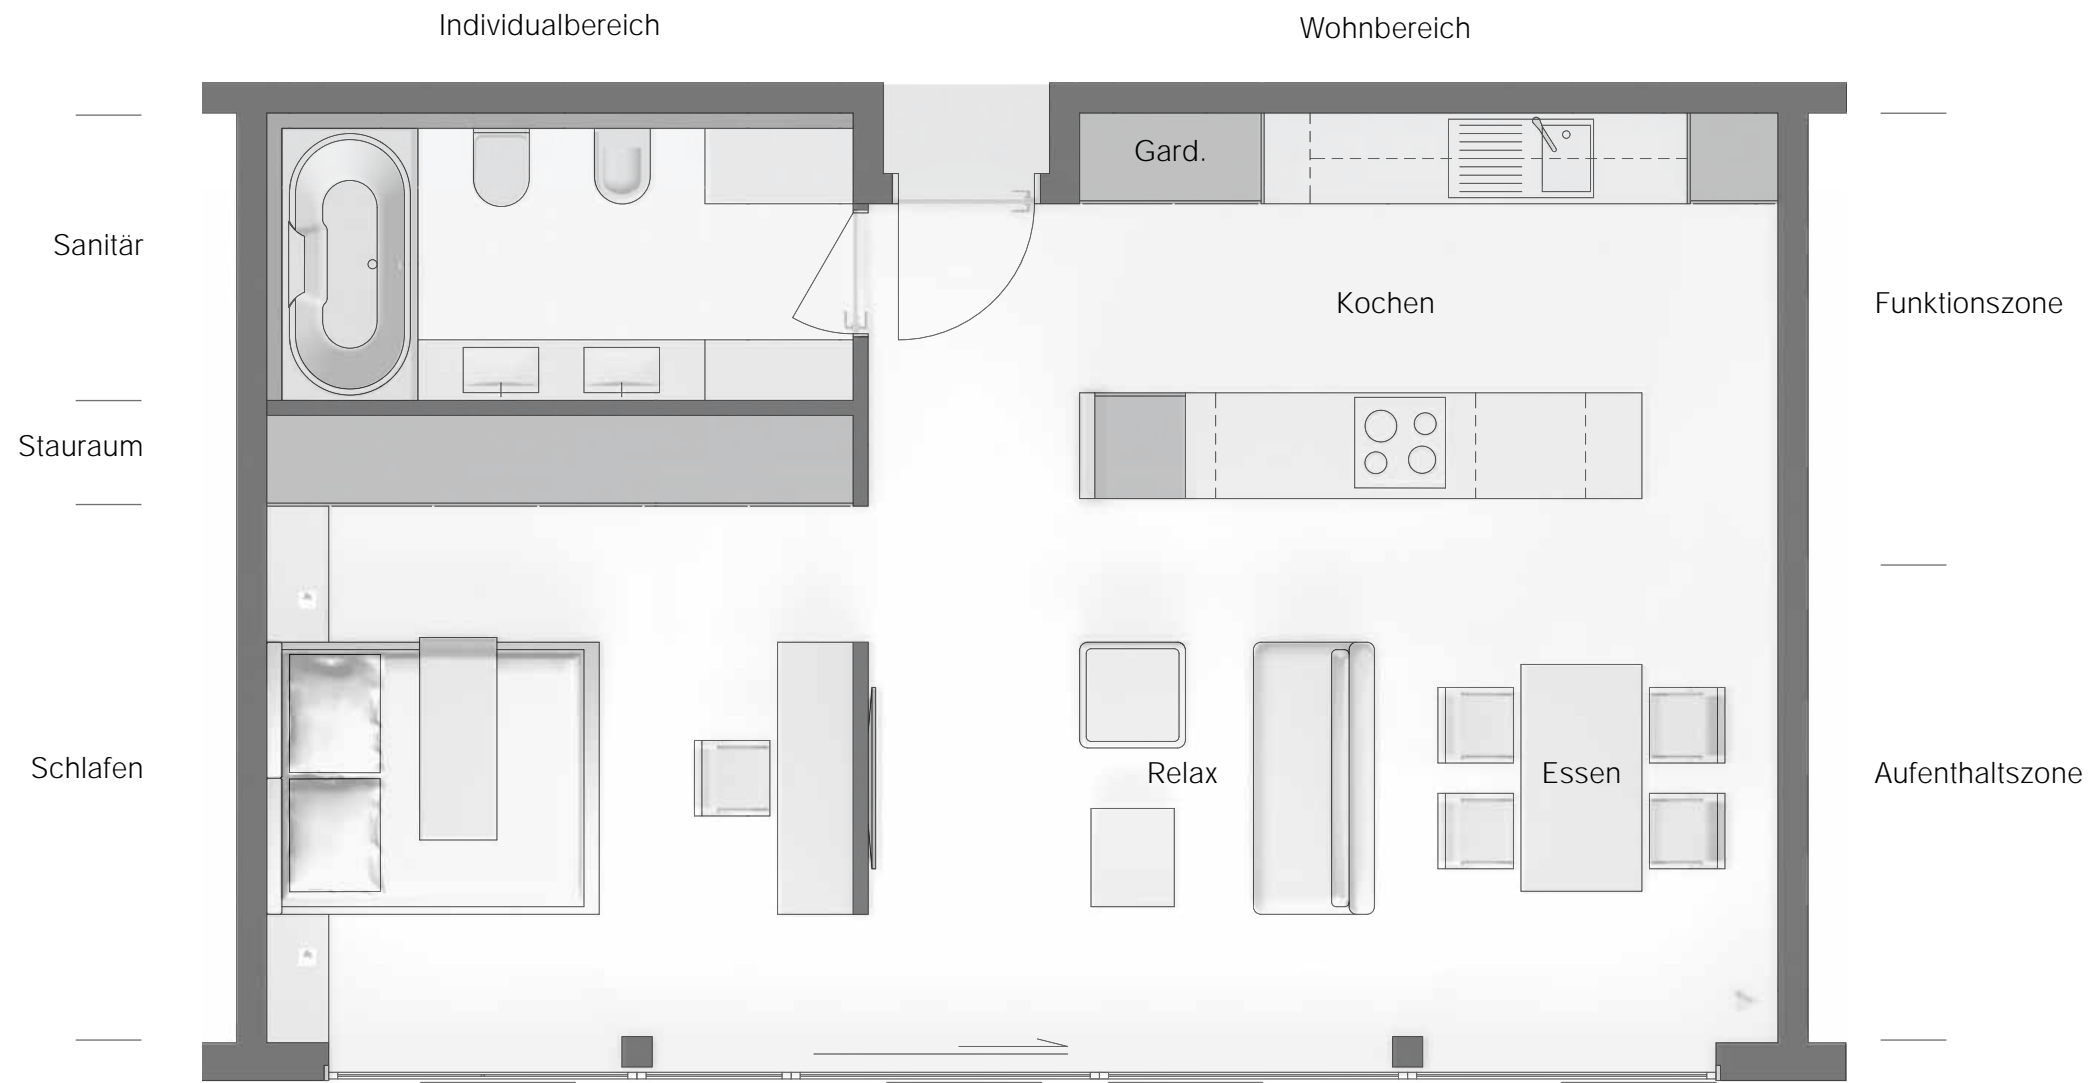 Individualbereich
Wohnbereich
Gard.
Sanitär
Kochen
Funktionszone
Stauraum
Schlafen
Relax
Essen
Aufenthaltszone